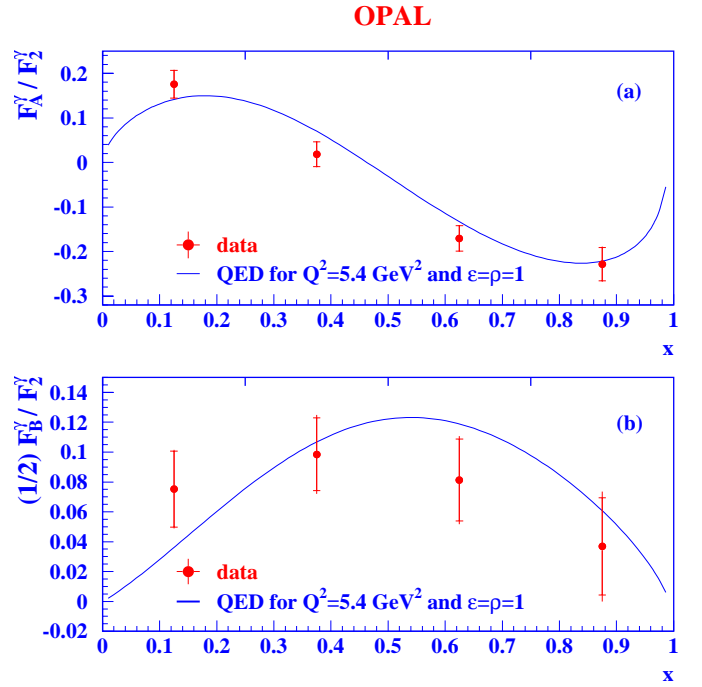 OPAL
F_A^γ / F_2^γ
0.2
0.1
0
-0.1
-0.2
-0.3
(a)
data
QED for Q²=5.4 GeV² and ε=ρ=1
0 0.1 0.2 0.3 0.4 0.5 0.6 0.7 0.8 0.9 1
x
(1/2) F_B^γ / F_2^γ
0.14
0.12
0.1
0.08
0.06
0.04
0.02
0
-0.02
(b)
data
QED for Q²=5.4 GeV² and ε=ρ=1
0 0.1 0.2 0.3 0.4 0.5 0.6 0.7 0.8 0.9 1
x